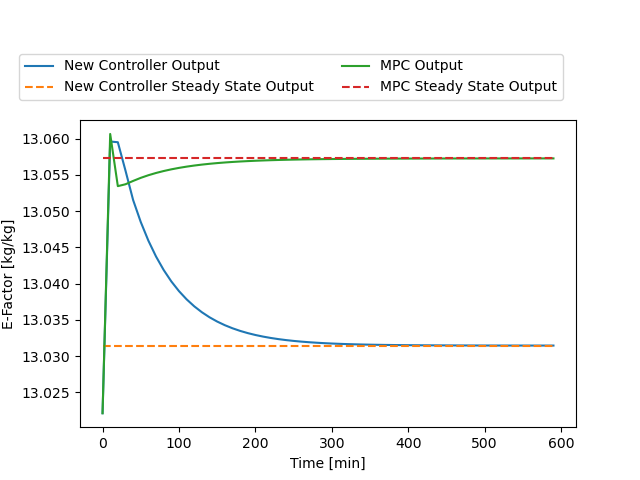 New Controller Output
New Controller Steady State Output
MPC Output
MPC Steady State Output
E-Factor [kg/kg]
13.060
13.055
13.050
13.045
13.040
13.035
13.030
13.025
0 100 200 300 400 500 600
Time [min]